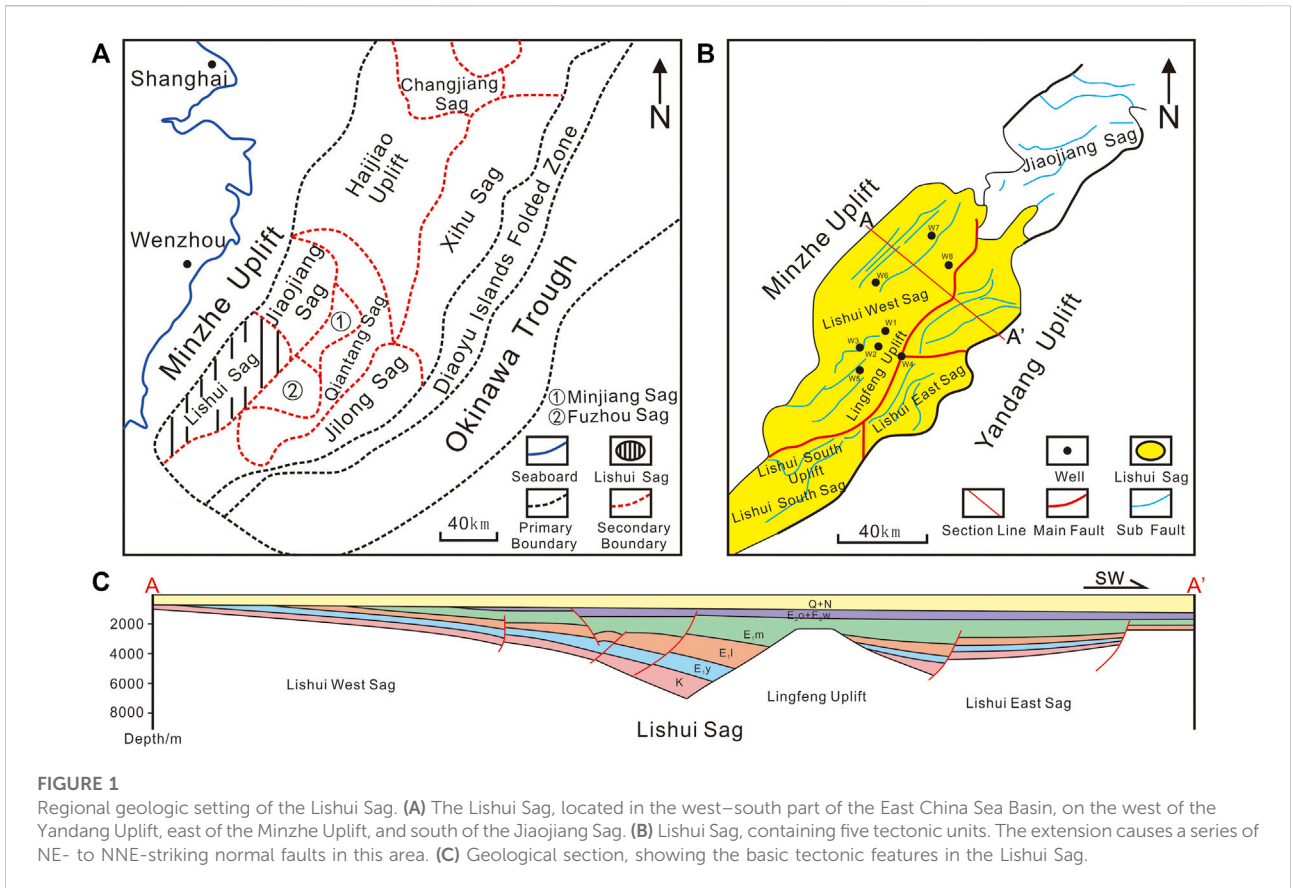 A
Shanghai
Changjiang
Sag
N
Haijiao
Uplift
Xihu Sag
Diaoyu Islands Folded Zone
Wenzhou
Minzhe Uplift
Jiaojiang
Sag
①
Qiantang Sag
Lishui Sag
②
Jilong Sag
Okinawa Trough
①Minjiang Sag
②Fuzhou Sag
Seaboard
Lishui Sag
40km
Primary
Boundary
Secondary
Boundary
B
N
Jiaojiang Sag
Minzhe Uplift
A
W7
W8
W6
Lishui West Sag
A'
W1
W3
W2
W4
W5
Lingfeng Uplift
Lishui East Sag
Yandang Uplift
Lishui South
Uplift
Lishui South Sag
Well
Lishui Sag
40km
Section Line
Main Fault
Sub Fault
C
A
SW
A'
Q+N
E₂o+E₂w
2000
E₁m
4000
E₁l
E₁y
6000
K
Lishui West Sag
Lingfeng Uplift
Lishui East Sag
8000
Depth/m
Lishui Sag
FIGURE 1
Regional geologic setting of the Lishui Sag. (A) The Lishui Sag, located in the west–south part of the East China Sea Basin, on the west of the
Yandang Uplift, east of the Minzhe Uplift, and south of the Jiaojiang Sag. (B) Lishui Sag, containing five tectonic units. The extension causes a series of
NE- to NNE-striking normal faults in this area. (C) Geological section, showing the basic tectonic features in the Lishui Sag.